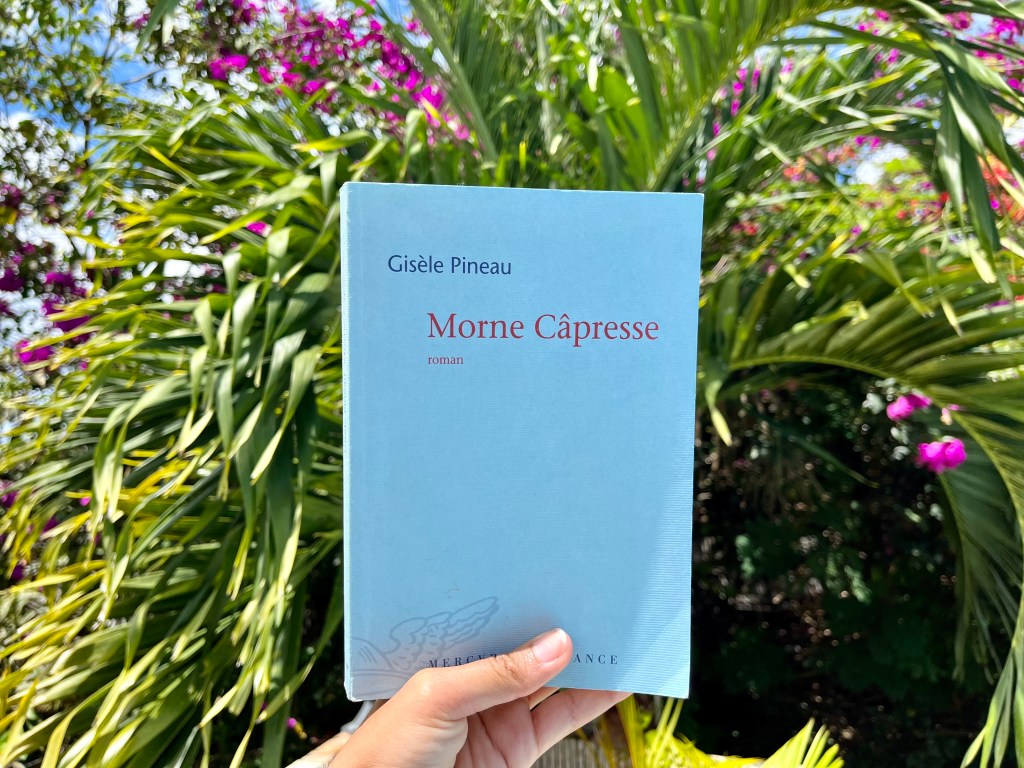 Gisèle Pineau
Morne Câpresse
roman